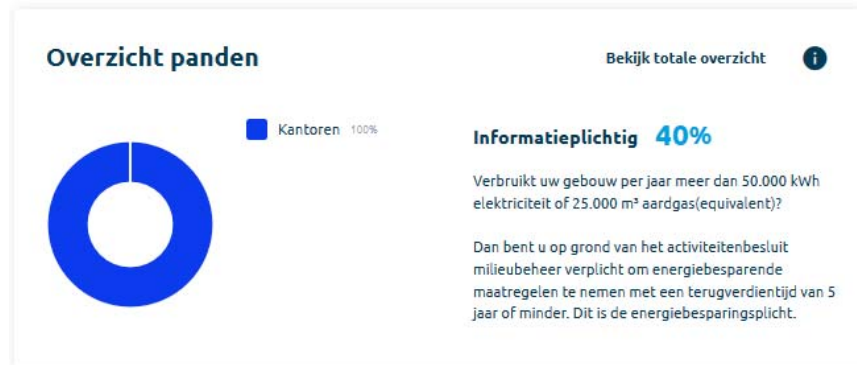 Overzicht panden
Bekijk totale overzicht
i
Kantoren 100%
Informatieplichtig 40%
Verbruikt uw gebouw per jaar meer dan 50.000 kWh
elektriciteit of 25.000 m³ aardgas(equivalent)?
Dan bent u op grond van het activiteitenbesluit
milieubeheer verplicht om energiebesparende
maatregelen te nemen met een terugverdientijd van 5
jaar of minder. Dit is de energiebesparingsplicht.